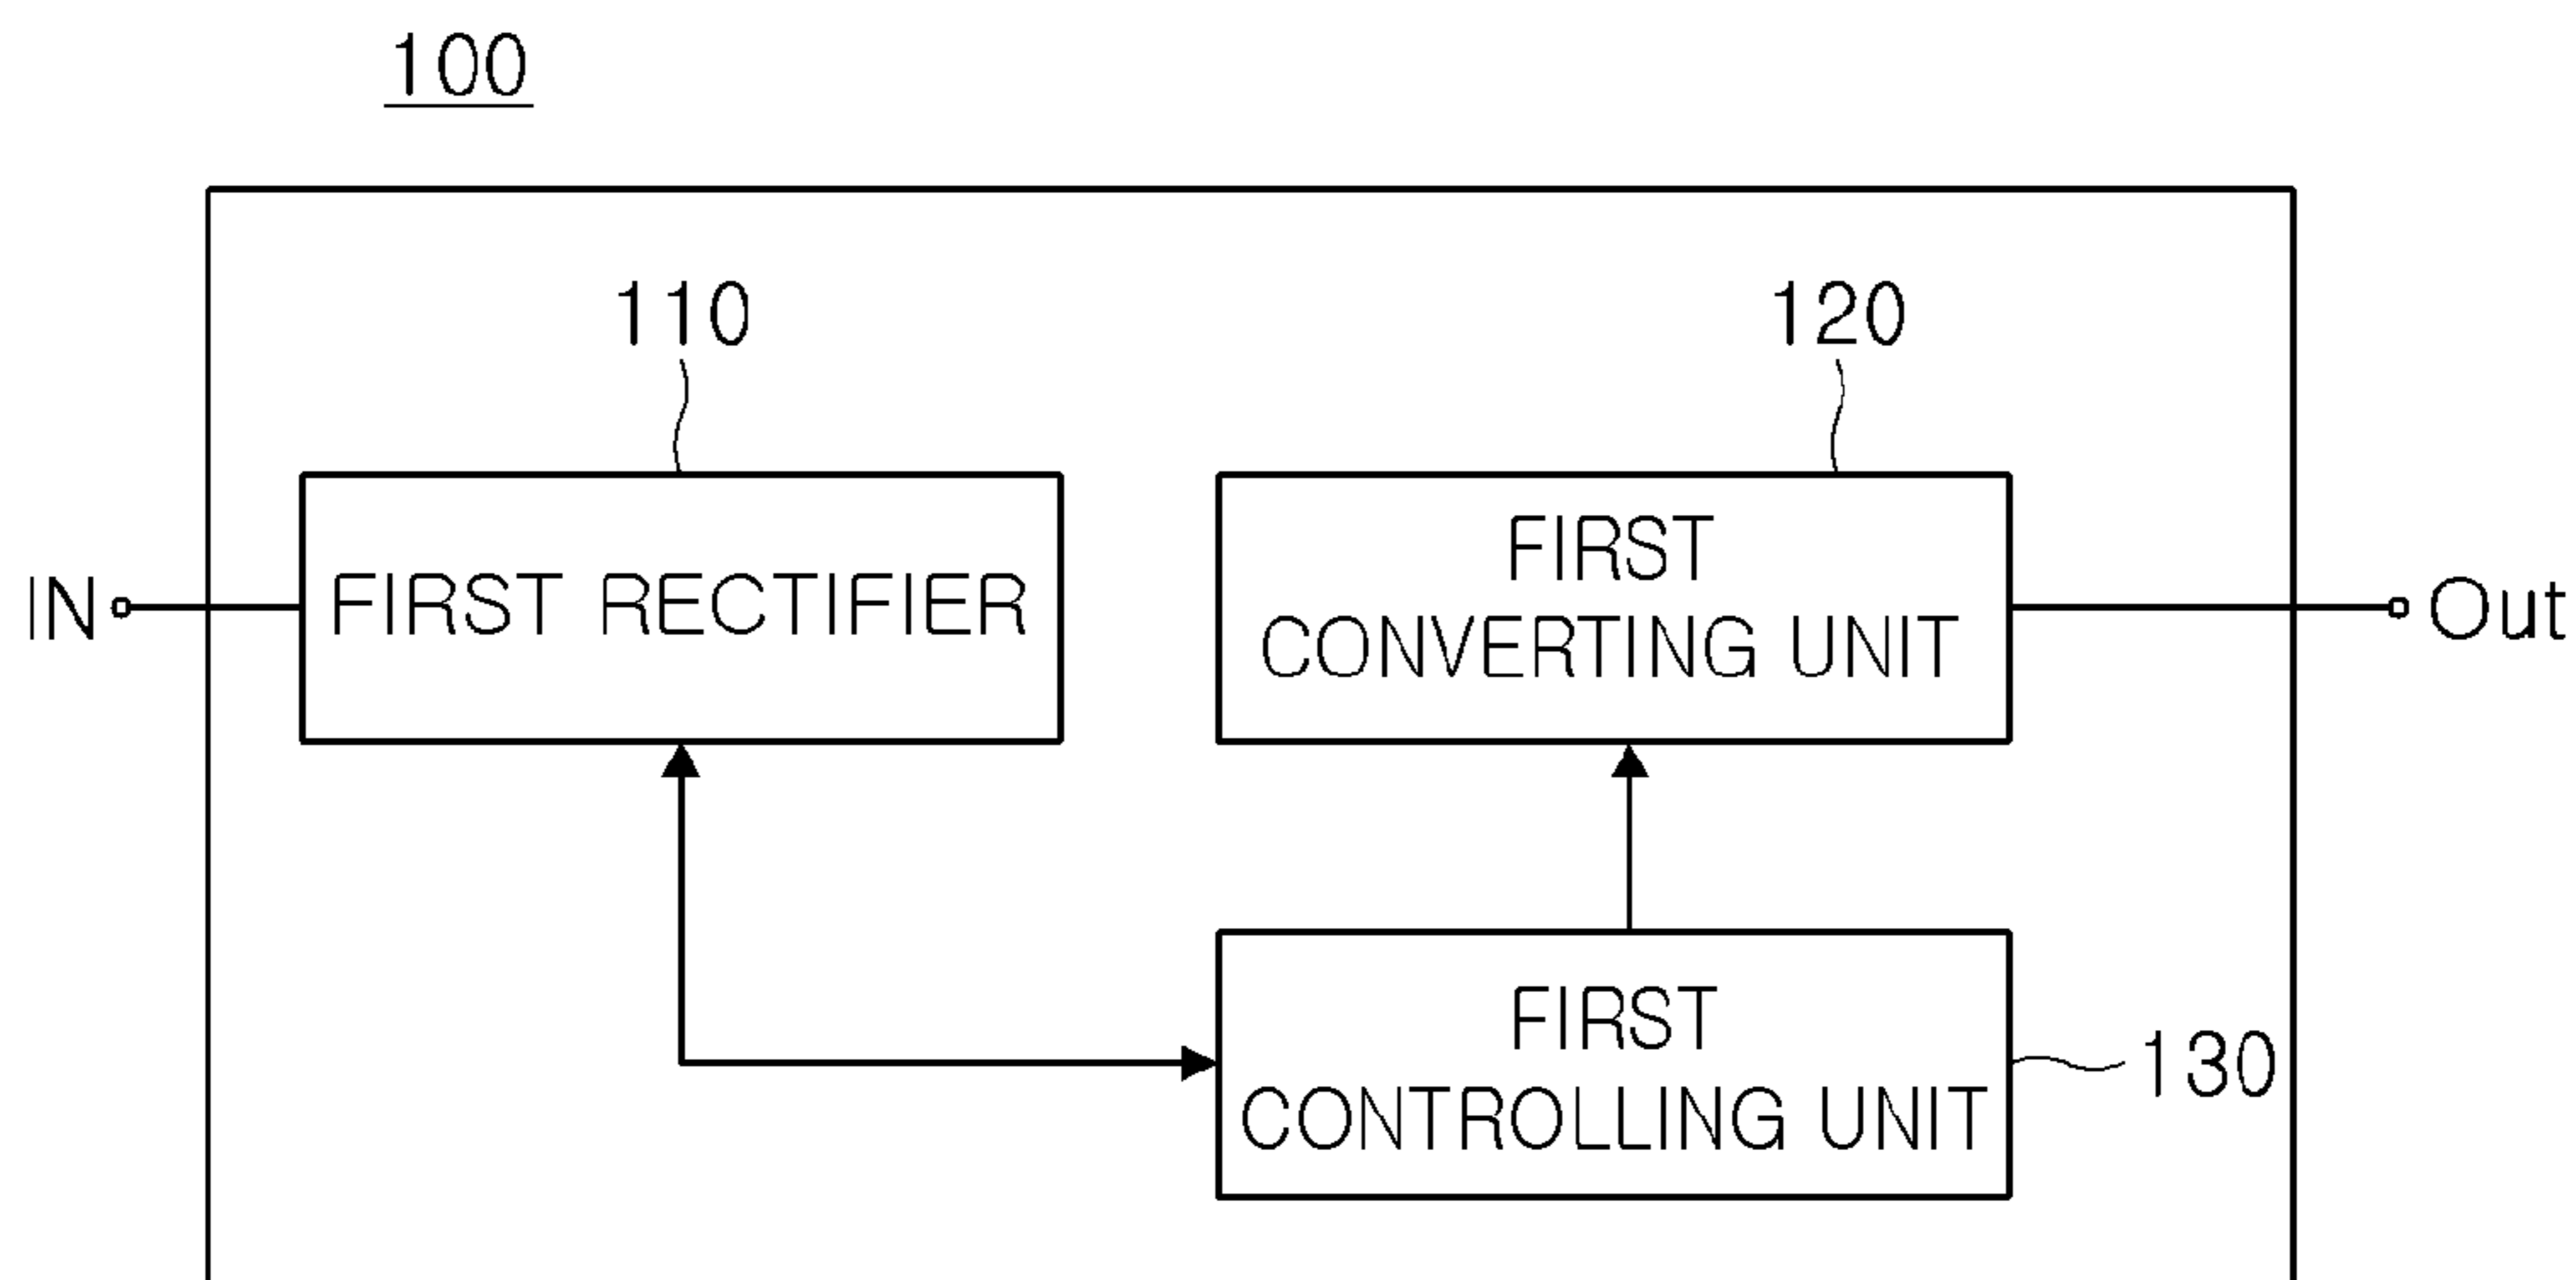 100
110
120
IN
FIRST RECTIFIER
FIRST
CONVERTING UNIT
Out
FIRST
CONTROLLING UNIT
130